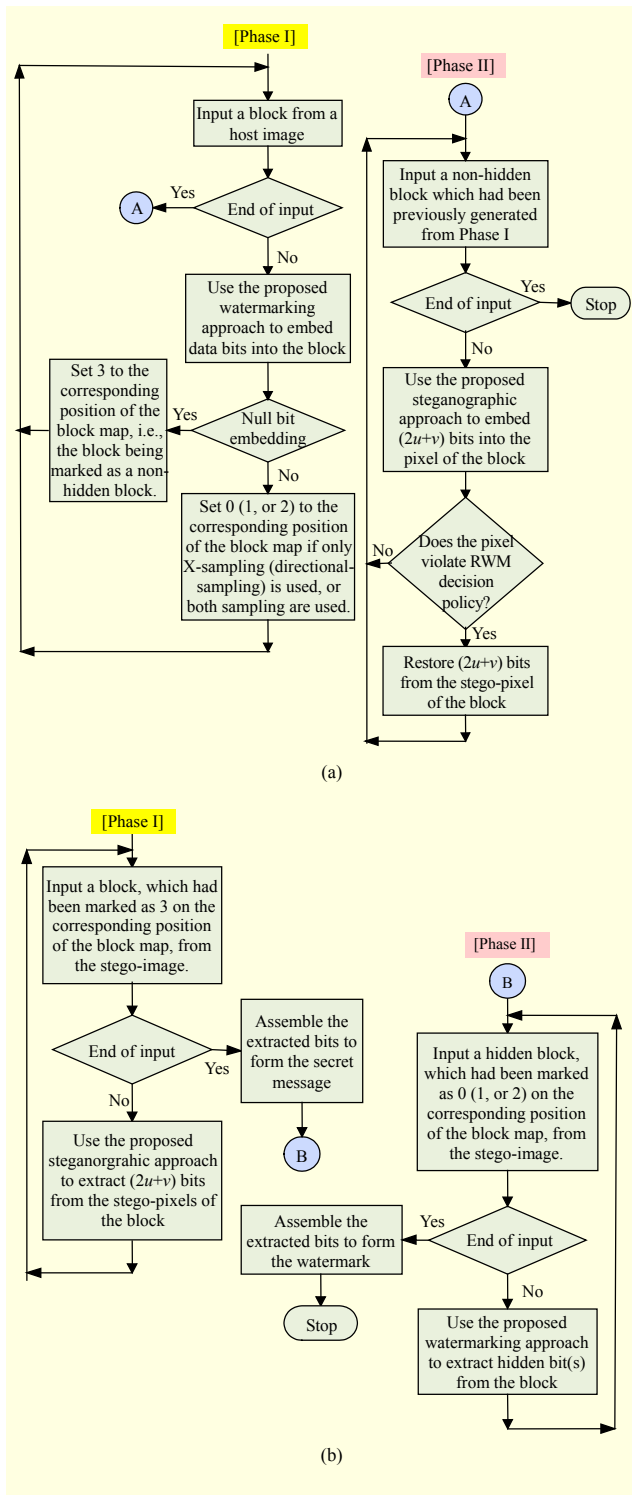 [Phase I]
Input a block from a
host image
End of input
Yes
A
No
Use the proposed
watermarking
approach to embed
data bits into the block
Null bit
embedding
Yes
Set 3 to the
corresponding
position of the
block map, i.e.,
the block being
marked as a non-
hidden block.
No
Set 0 (1, or 2) to the
corresponding position
of the block map if only
X-sampling (directional-
sampling) is used, or
both sampling are used.
[Phase II]
A
Input a non-hidden
block which had been
previously generated
from Phase I
End of input
Yes
Stop
No
Use the proposed
steganographic
approach to embed
(2u+v) bits into the
pixel of the block
Does the pixel
violate RWM
decision
policy?
No
Yes
Restore (2u+v) bits
from the stego-pixel
of the block
(a)
[Phase I]
Input a block, which had
been marked as 3 on the
corresponding position
of the block map, from
the stego-image.
End of input
Yes
Assemble the
extracted bits to
form the secret
message
B
No
Use the proposed
steganorgrahic approach
to extract (2u+v) bits
from the stego-pixels of
the block
[Phase II]
B
Input a hidden block,
which had been marked
as 0 (1, or 2) on the
corresponding position
of the block map, from
the stego-image.
End of input
Yes
Assemble the
extracted bits to form
the watermark
Stop
No
Use the proposed
watermarking approach
to extract hidden bit(s)
from the block
(b)